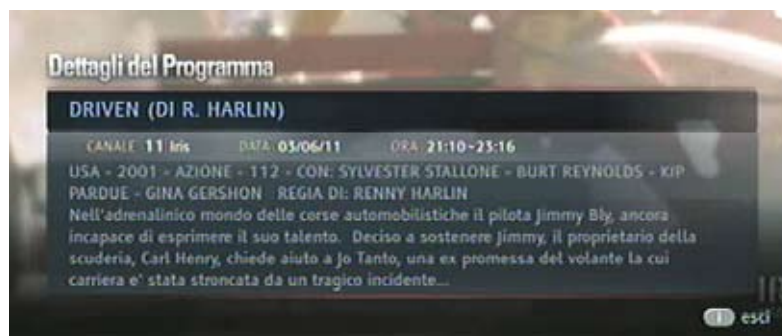 Dettagli del Programma
DRIVEN (DI R. HARLIN)
CANALE 11 Iris DATA 03/06/11 ORA 21:10-23:16
USA - 2001 - AZIONE - 112 - CON: SYLVESTER STALLONE - BURT REYNOLDS - KIP
PARDUE - GINA GERSHON REGIA DI: RENNY HARLIN
Nell'adrenalinico mondo delle corse automobilistiche il pilota Jimmy Bly, ancora
incapace di esprimere il suo talento. Deciso a sostenere Jimmy, il proprietario della
scuderia, Carl Henry, chiede aiuto a Jo Tanto, una ex promessa del volante la cui
carriera e' stata stroncata da un tragico incidente...
i esci